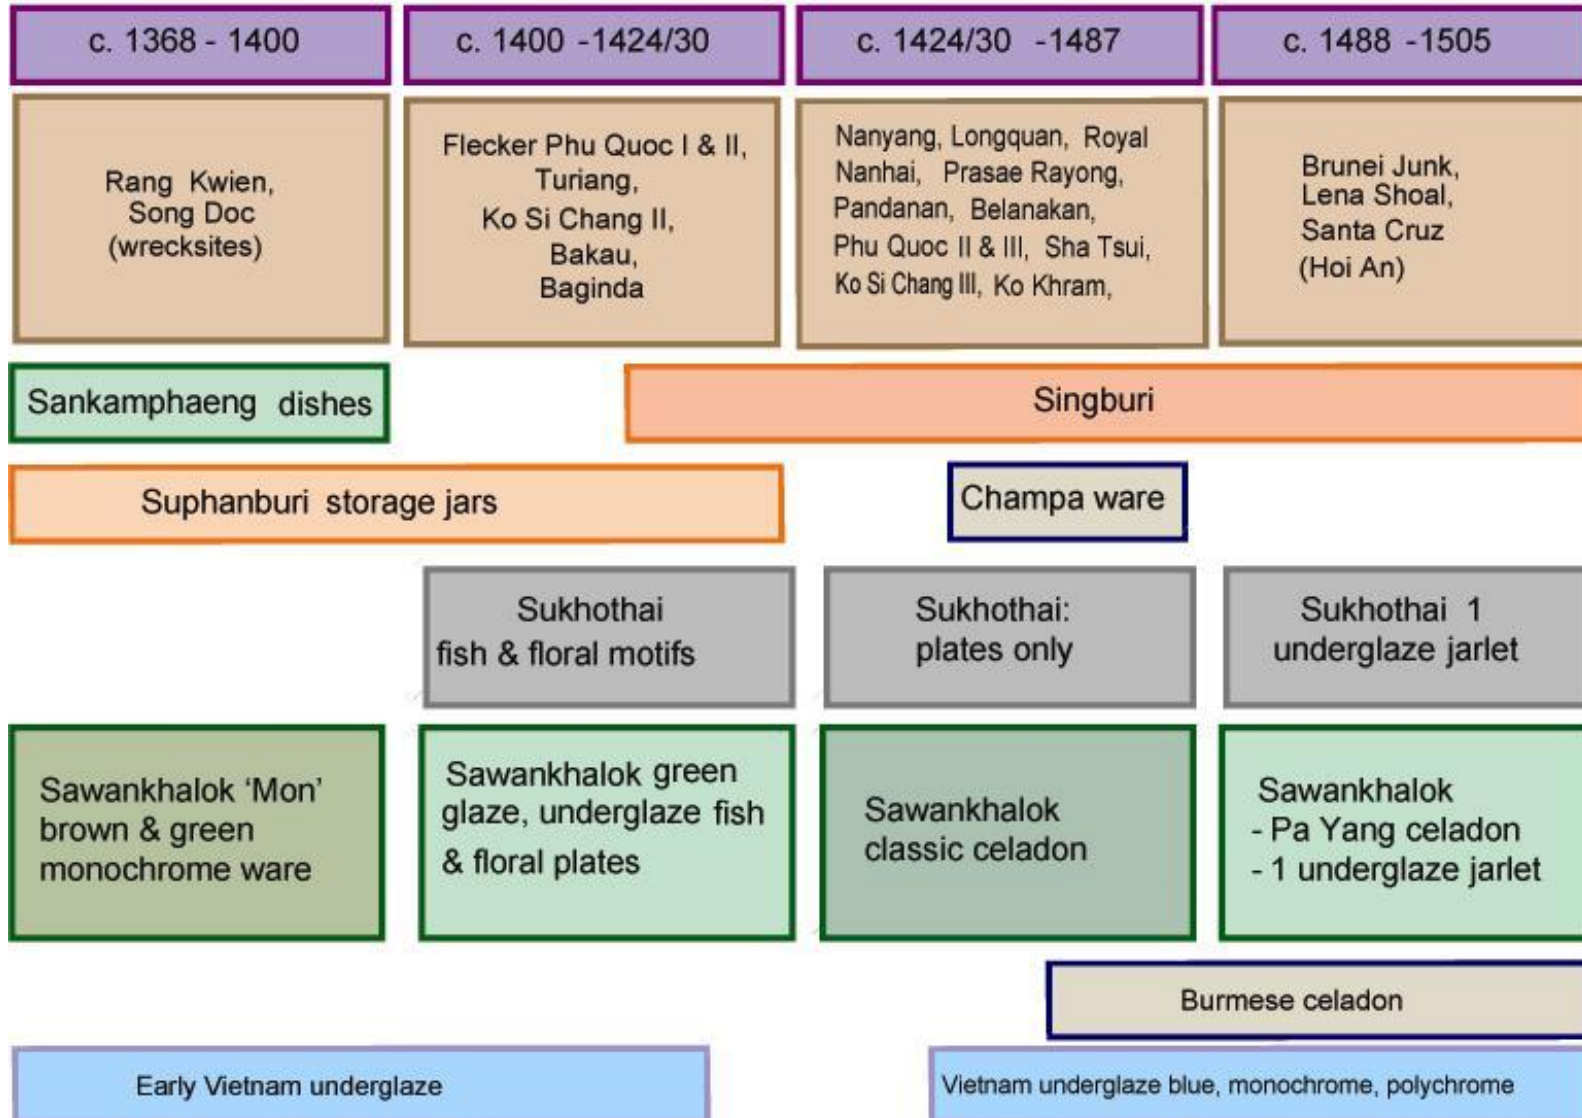 c. 1368 - 1400
c. 1400 -1424/30
c. 1424/30 -1487
c. 1488 -1505
Rang Kwien,
Song Doc
(wrecksites)
Flecker Phu Quoc I & II,
Turiang,
Ko Si Chang II,
Bakau,
Baginda
Nanyang, Longquan, Royal
Nanhai, Prasae Rayong,
Pandanan, Belanakan,
Phu Quoc II & III, Sha Tsui,
Ko Si Chang III, Ko Khram,
Brunei Junk,
Lena Shoal,
Santa Cruz
(Hoi An)
Sankamphaeng dishes
Singburi
Suphanburi storage jars
Champa ware
Sukhothai
fish & floral motifs
Sukhothai:
plates only
Sukhothai 1
underglaze jarlet
Sawankhalok ‘Mon’
brown & green
monochrome ware
Sawankhalok green
glaze, underglaze fish
& floral plates
Sawankhalok
classic celadon
Sawankhalok
- Pa Yang celadon
- 1 underglaze jarlet
Burmese celadon
Early Vietnam underglaze
Vietnam underglaze blue, monochrome, polychrome